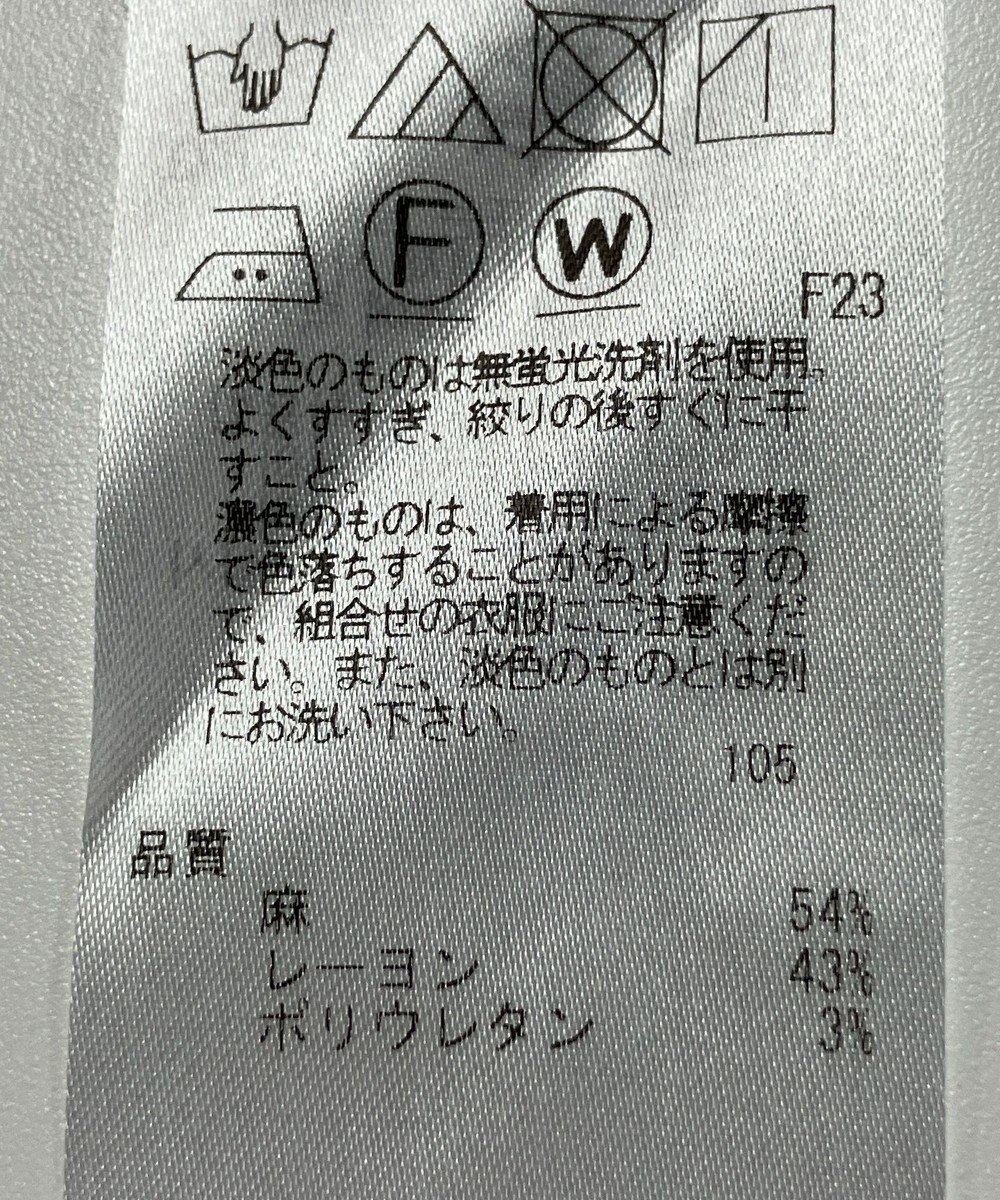 F
W
F23
淡色のものは無蛍光洗剤を使用。
よくすすぎ、絞りの後すぐに干
すこと。
濃色のものは、着用による摩擦
で色落ちすることがありますの
で、組合せの衣服にご注意くだ
さい。また、淡色のものとは別
にお洗い下さい。
105
品質
麻 54%
レーヨン 43%
ポリウレタン 3%